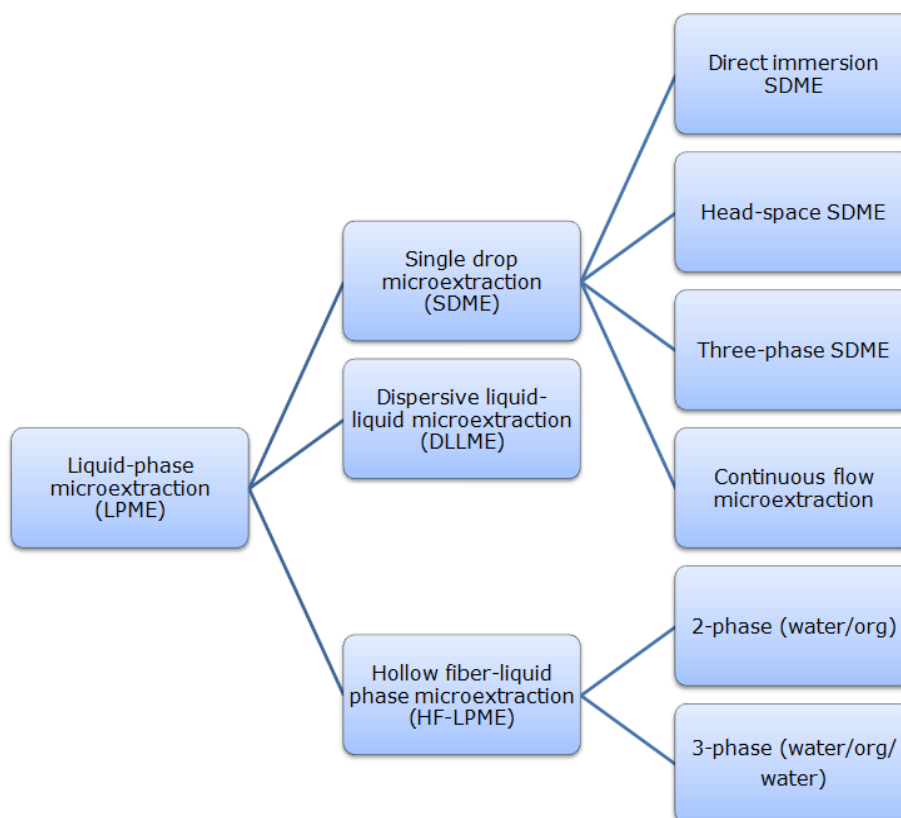 Direct immersion
SDME
Head-space SDME
Single drop
microextraction
(SDME)
Three-phase SDME
Dispersive liquid-
liquid microextraction
(DLLME)
Liquid-phase
microextraction
(LPME)
Continuous flow
microextraction
2-phase (water/org)
Hollow fiber-liquid
phase microextraction
(HF-LPME)
3-phase (water/org/
water)